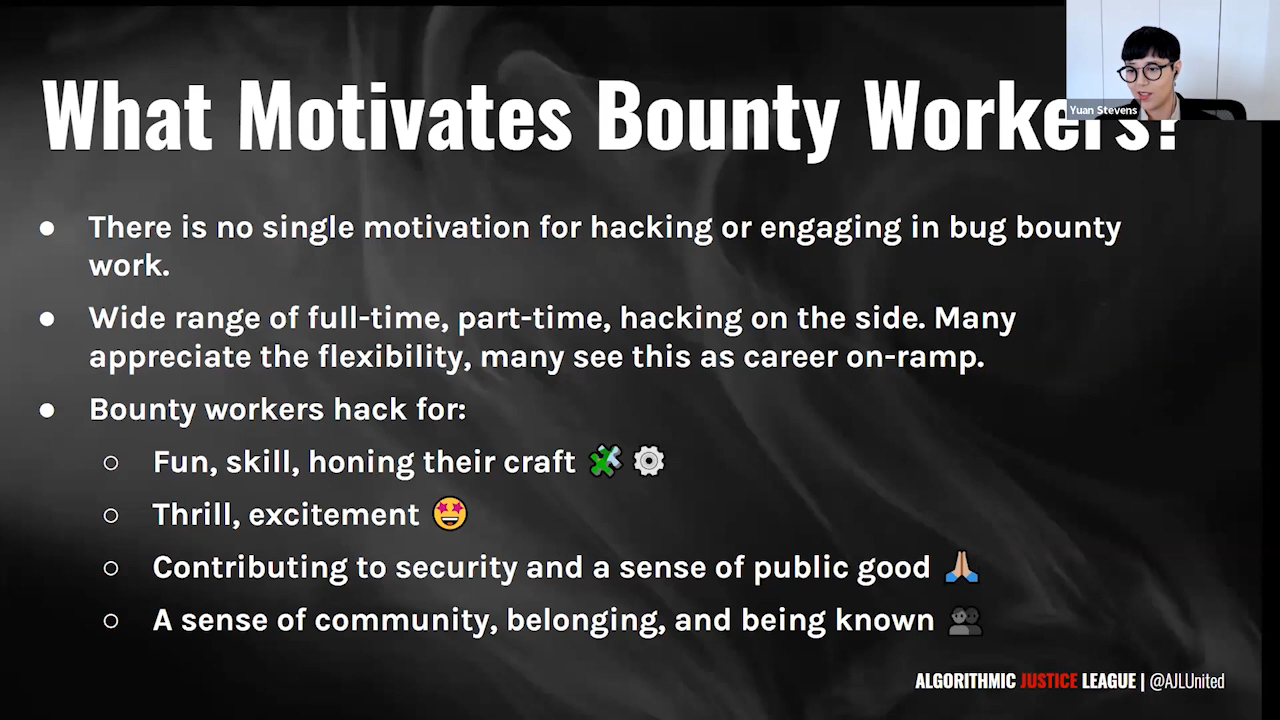 What Motivates Bounty Workers?
Yuan Stevens
● There is no single motivation for hacking or engaging in bug bounty
work.
● Wide range of full-time, part-time, hacking on the side. Many
appreciate the flexibility, many see this as career on-ramp.
● Bounty workers hack for:
○ Fun, skill, honing their craft
○ Thrill, excitement
○ Contributing to security and a sense of public good
○ A sense of community, belonging, and being known
ALGORITHMIC JUSTICE LEAGUE | @AJLUnited